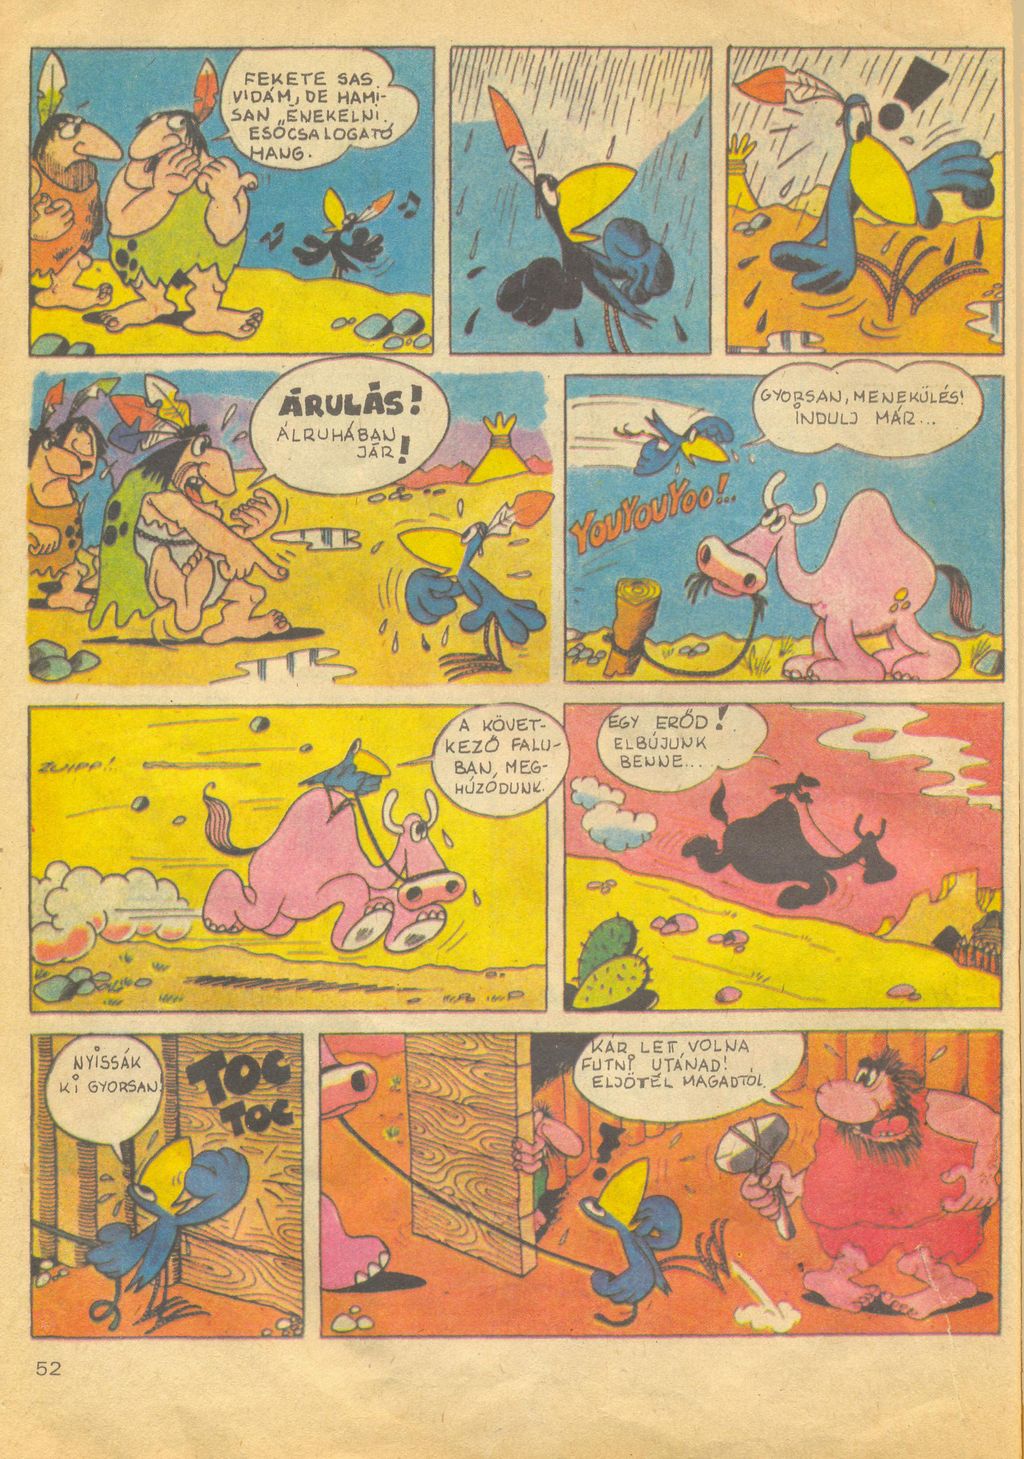 FEKETE SAS
VIDÁM, DE HAMI-
SAN ÉNEKELNI.
ESŐCSALOGATÓ
HANG.
!
ÁRULÁS!
ÁLRUHÁBAN
JÁR!
GYORSAN, MENEKÜLÉS!
INDULJ MÁR...
YOUYOUYOO!..
ZUIPP!..
A KÖVET-
KEZŐ FALU-
BAN MEG-
HÚZÓDUNK.
EGY ERŐD!
ELBÚJUNK
BENNE...
NYISSÁK
KI GYORSAN!
TOC
TOC
KÁR LETT VOLNA
FUTNI UTÁNAD!
ELJÖTTÉL MAGADTÓL.
?!
52